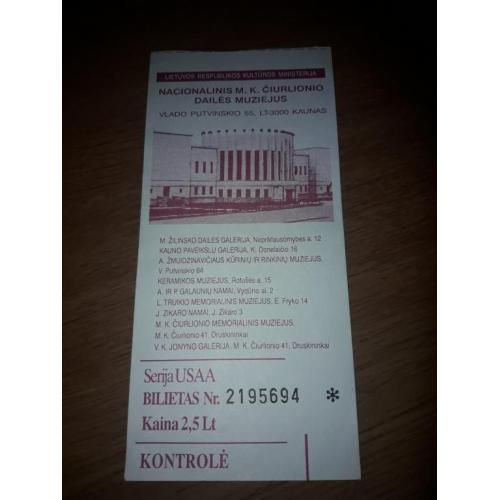 LIETUVOS RESPUBLIKOS KULTŪROS MINISTERIJA
NACIONALINIS M. K. ČIURLIONIO
DAILĖS MUZIEJUS
VLADO PUTVINSKIO 55, LT-3000 KAUNAS
M. ŽILINSKO DAILĖS GALERIJA, Nepriklausomybės a. 12
KAUNO PAVEIKSLŲ GALERIJA, K. Donelaičio 16
A. ŽMUIDZINAVIČIAUS KŪRINIŲ IR RINKINIŲ MUZIEJUS,
V. Putvinskio 64
KERAMIKOS MUZIEJUS, Rotušės a. 15
A. IR P. GALAUNIŲ NAMAI, Vydūno al. 2
L. TRUIKIO MEMORIALINIS MUZIEJUS, E. Fryko 14
J. ZIKARO NAMAI, J. Zikaro 3
M. K. ČIURLIONIO MEMORIALINIS MUZIEJUS,
M. K. Čiurlionio 41, Druskininkai
V. K. JONYNO GALERIJA, M. K. Čiurlionio 41, Druskininkai
Serija USAA
BILIETAS Nr. 2195694 *
Kaina 2,5 Lt
KONTROLĖ